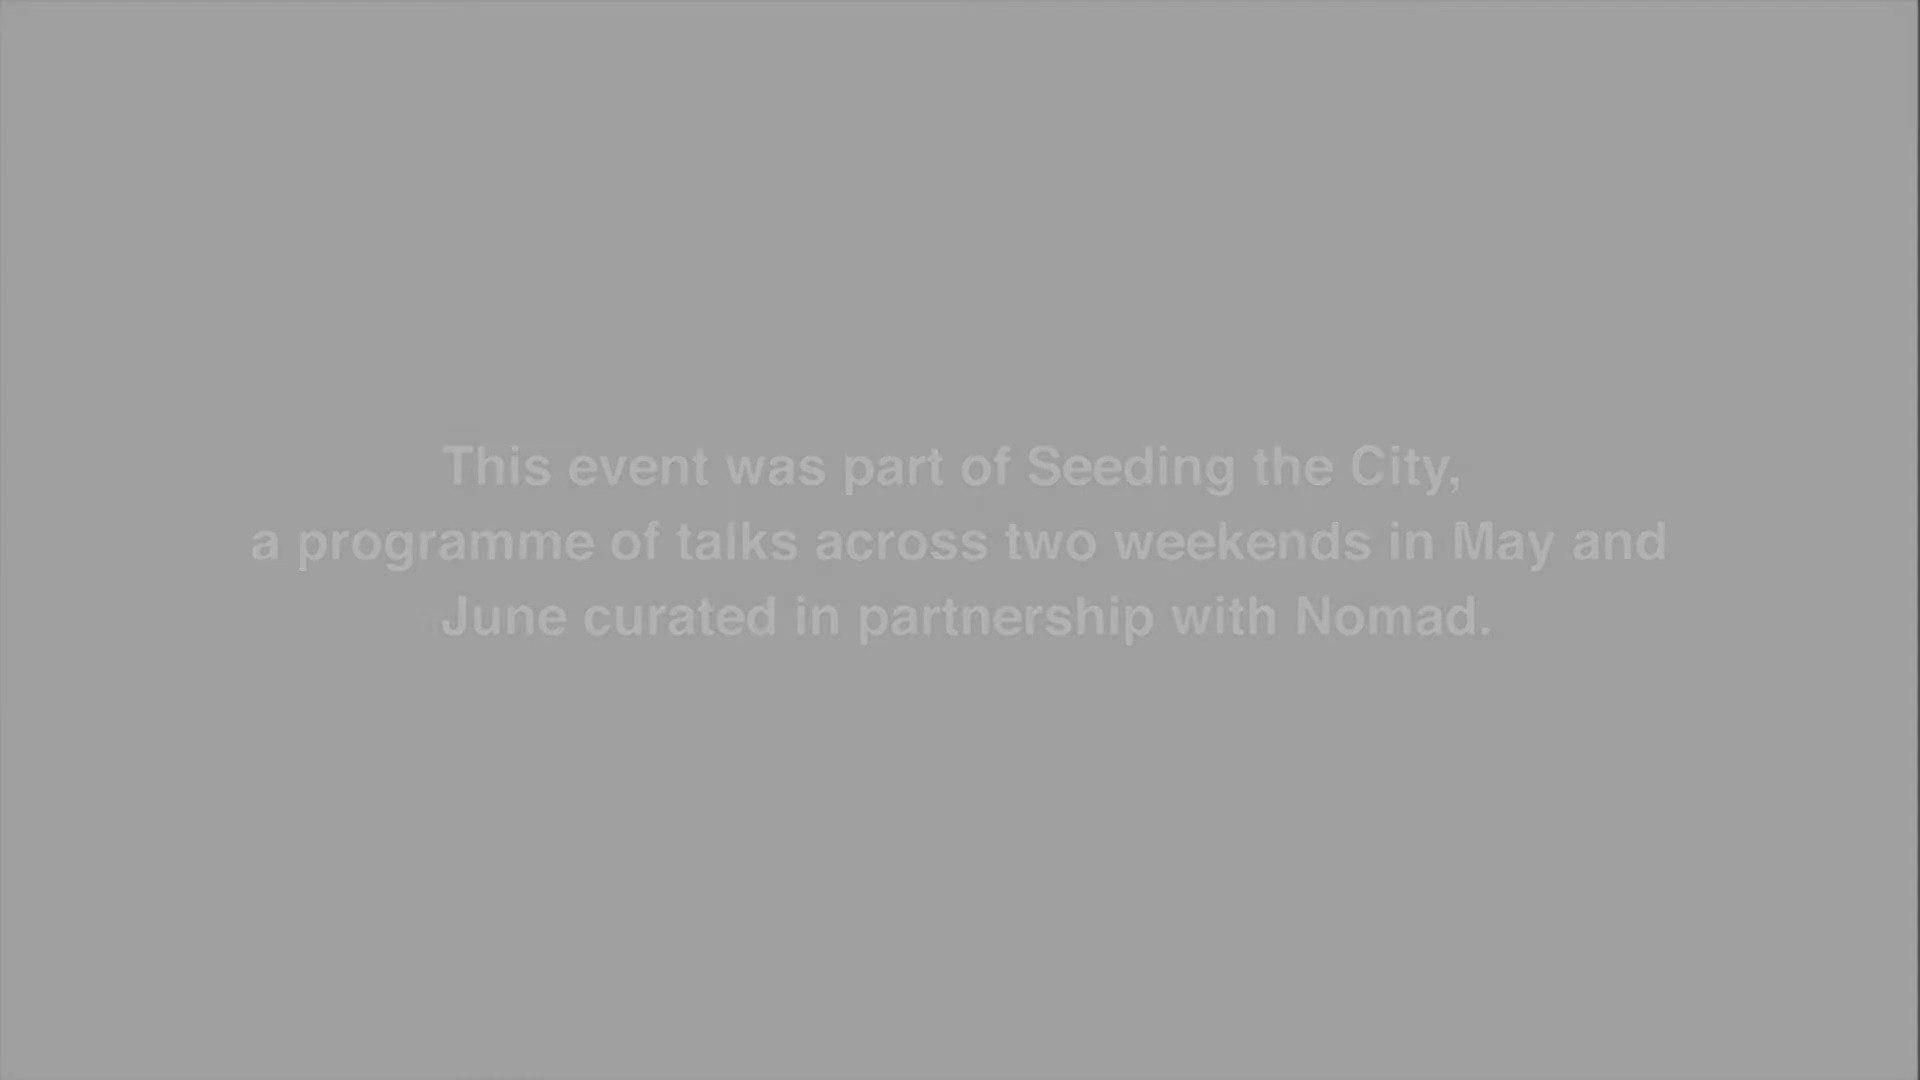 This event was part of Seeding the City,
a programme of talks across two weekends in May and
June curated in partnership with Nomad.